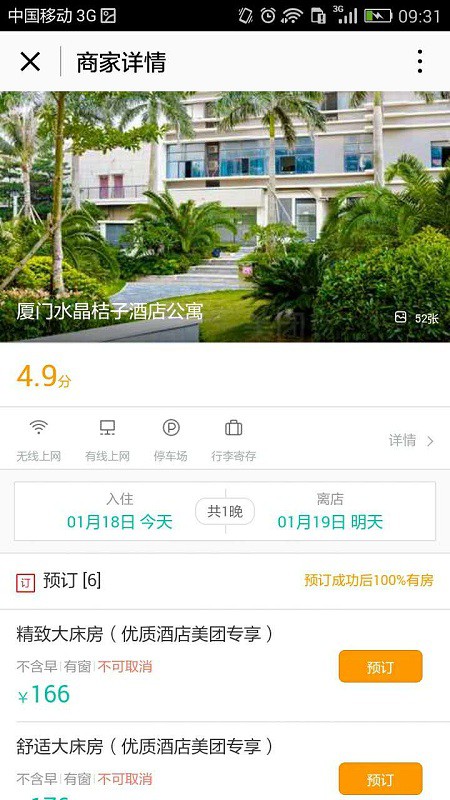 中国移动 3G
3G
09:31
商家详情
厦门水晶桔子酒店公寓
52张
4.9分
无线上网 有线上网 停车场 行李寄存 详情
入住 离店
01月18日 今天 共1晚 01月19日 明天
订 预订 [6] 预订成功后100%有房
精致大床房（优质酒店美团专享）
不含早 有窗 不可取消 预订
￥166
舒适大床房（优质酒店美团专享）
不含早 有窗 不可取消 预订